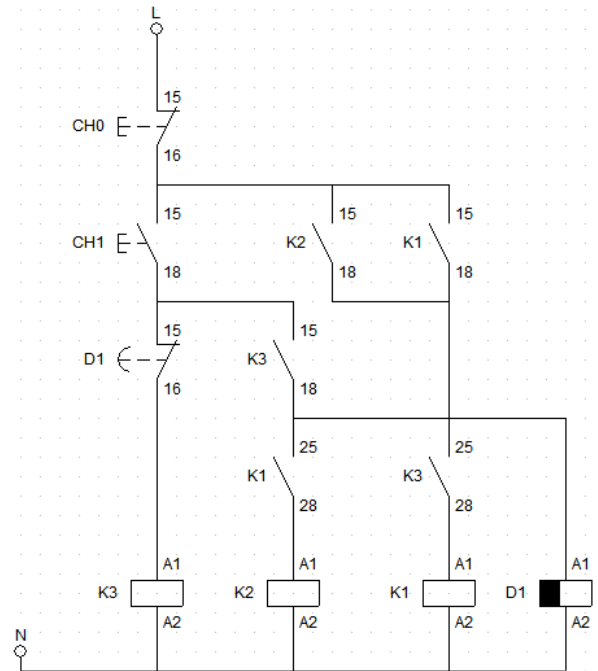 L
15
CH0
16
15 15 15
CH1 K2 K1
18 18 18
15 15
D1 K3
16 18
25 25
K1 K3
28 28
A1 A1 A1 A1
K3 K2 K1 D1
A2 A2 A2 A2
N